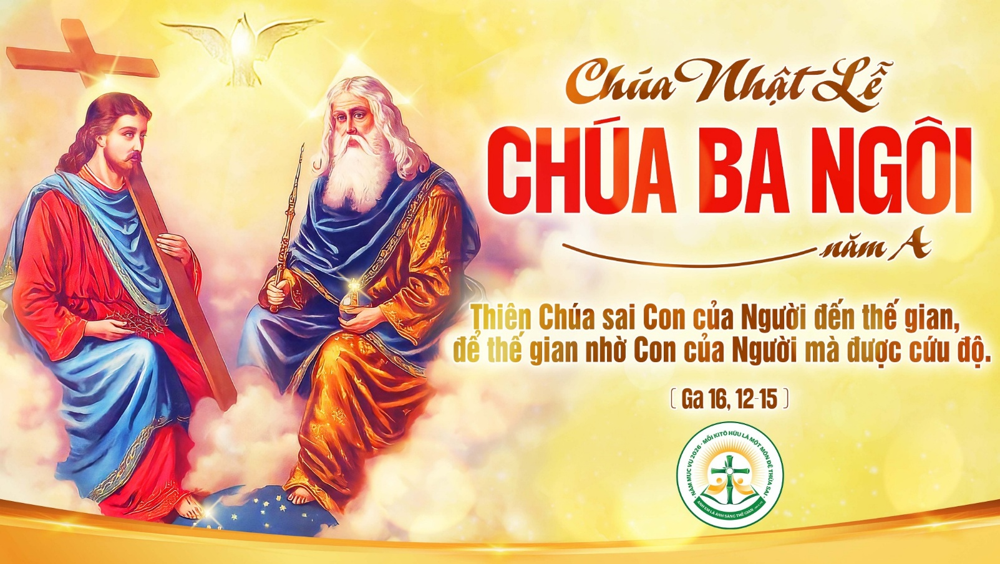 Chúa Nhật Lễ
CHÚA BA NGÔI
năm A
Thiên Chúa sai Con của Người đến thế gian,
để thế gian nhờ Con của Người mà được cứu độ.
( Ga 16, 12-15 )
NĂM MỤC VỤ 2026 · MỖI KITÔ HỮU LÀ MỘT MÔN ĐỆ THỪA SAI ·
ANH EM LÀ ÁNH SÁNG THẾ GIAN